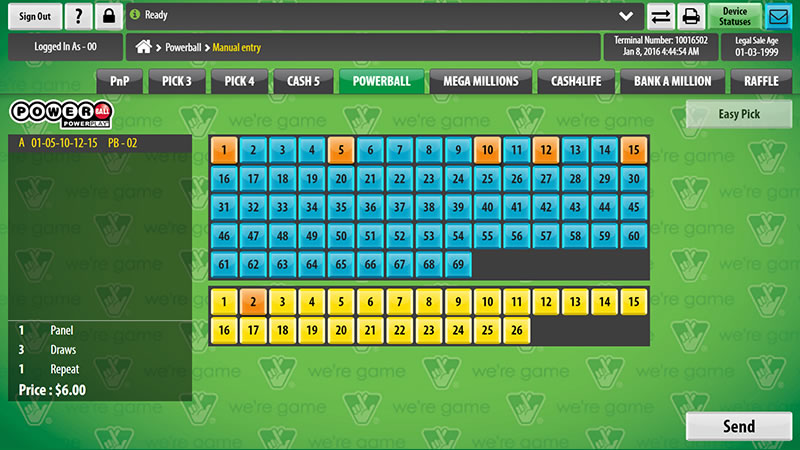 Sign Out ? Ready Device Statuses
Logged In As - 00 Powerball Manual entry Terminal Number: 10016502 Legal Sale Age
Jan 8, 2016 4:44:54 AM 01-03-1999
PnP PICK 3 PICK 4 CASH 5 POWERBALL MEGA MILLIONS CASH4LIFE BANK A MILLION RAFFLE
POWERBALL Easy Pick
POWERPLAY
A 01-05-10-12-15 PB - 02
1 2 3 4 5 6 7 8 9 10 11 12 13 14 15
16 17 18 19 20 21 22 23 24 25 26 27 28 29 30
31 32 33 34 35 36 37 38 39 40 41 42 43 44 45
46 47 48 49 50 51 52 53 54 55 56 57 58 59 60
61 62 63 64 65 66 67 68 69
1 2 3 4 5 6 7 8 9 10 11 12 13 14 15
16 17 18 19 20 21 22 23 24 25 26
1 Panel
3 Draws
1 Repeat
Price : $6.00
Send
we're game